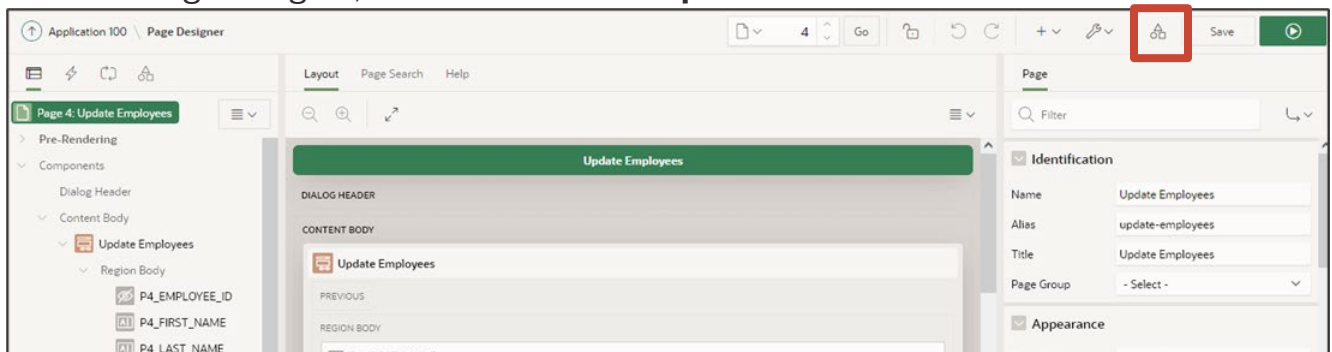 Application 100 \ Page Designer
4
Go
Save
Layout Page Search Help
Page
Page 4: Update Employees
Filter
Pre-Rendering
Components
Dialog Header
Content Body
Update Employees
Region Body
P4_EMPLOYEE_ID
P4_FIRST_NAME
P4_LAST_NAME
Update Employees
DIALOG HEADER
CONTENT BODY
Update Employees
PREVIOUS
REGION BODY
Identification
Name Update Employees
Alias update-employees
Title Update Employees
Page Group - Select -
Appearance